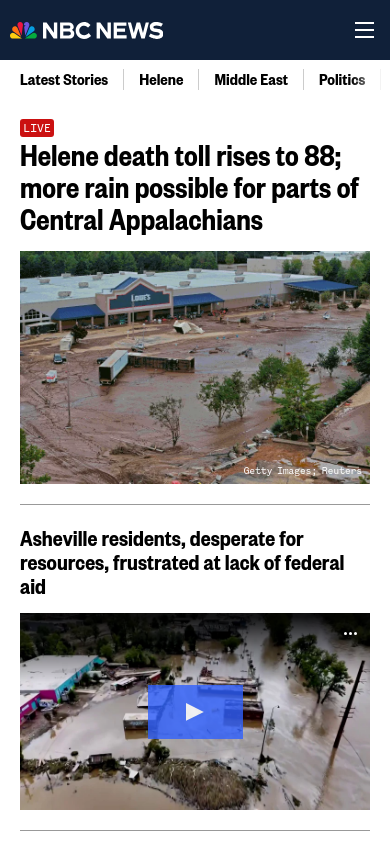 NBC NEWS
Latest Stories
Helene
Middle East
Politics
LIVE
Helene death toll rises to 88;
more rain possible for parts of
Central Appalachians
LOWE'S
Getty Images; Reuters
Asheville residents, desperate for
resources, frustrated at lack of federal
aid